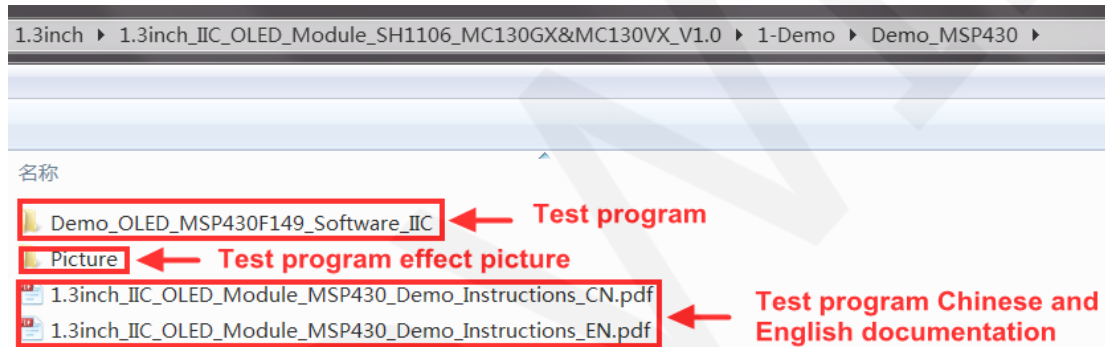 1.3inch ▸ 1.3inch_IIC_OLED_Module_SH1106_MC130GX&MC130VX_V1.0 ▸ 1-Demo ▸ Demo_MSP430 ▸
名称
Demo_OLED_MSP430F149_Software_IIC
Test program
Picture
Test program effect picture
1.3inch_IIC_OLED_Module_MSP430_Demo_Instructions_CN.pdf
1.3inch_IIC_OLED_Module_MSP430_Demo_Instructions_EN.pdf
Test program Chinese and
English documentation